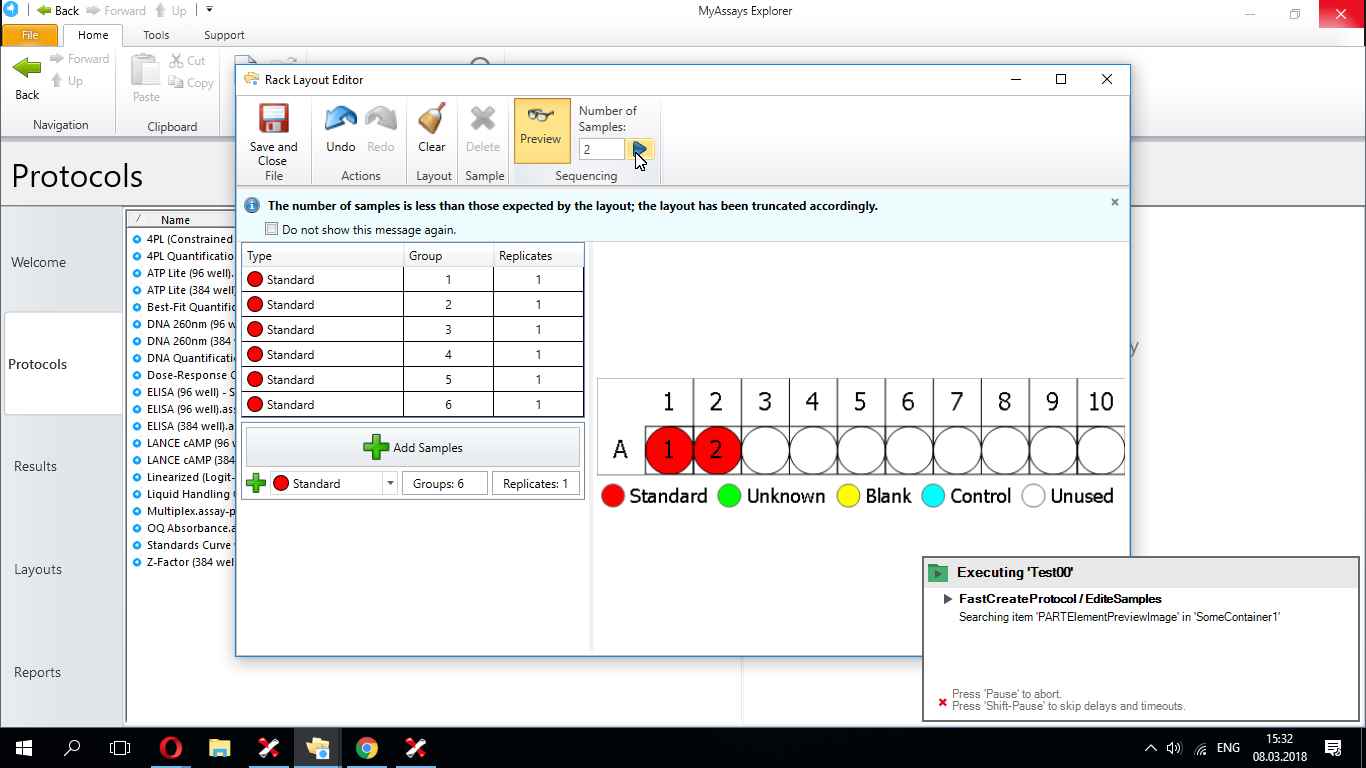 Back Forward Up
MyAssays Explorer
File Home Tools Support
Back
Forward
Up
Navigation
Paste
Cut
Copy
Clipboard
Rack Layout Editor
Save and
Close
File
Undo Redo
Actions
Clear
Layout
Delete
Sample
Preview
Number of
Samples:
2
Sequencing
The number of samples is less than those expected by the layout; the layout has been truncated accordingly.
Do not show this message again.
Protocols
Welcome
Protocols
Results
Layouts
Reports
Name
4PL (Constrained
4PL Quantificatio
ATP Lite (96 well).
ATP Lite (384 well
Best-Fit Quantific
DNA 260nm (96 w
DNA 260nm (384
DNA Quantificati
Dose-Response C
ELISA (96 well) - S
ELISA (96 well).ass
ELISA (384 well).a
LANCE cAMP (96
LANCE cAMP (384
Linearized (Logit-
Liquid Handling
Multiplex.assay-p
OQ Absorbance.a
Standards Curve
Z-Factor (384 wel
Type Group Replicates
Standard 1 1
Standard 2 1
Standard 3 1
Standard 4 1
Standard 5 1
Standard 6 1
Add Samples
Standard Groups: 6 Replicates: 1
1 2 3 4 5 6 7 8 9 10
A 1 2
Standard Unknown Blank Control Unused
y
Executing 'Test00'
FastCreateProtocol / EditeSamples
Searching item 'PARTElementPreviewImage' in 'SomeContainer1'
Press 'Pause' to abort.
Press 'Shift-Pause' to skip delays and timeouts.
ENG
15:32
08.03.2018